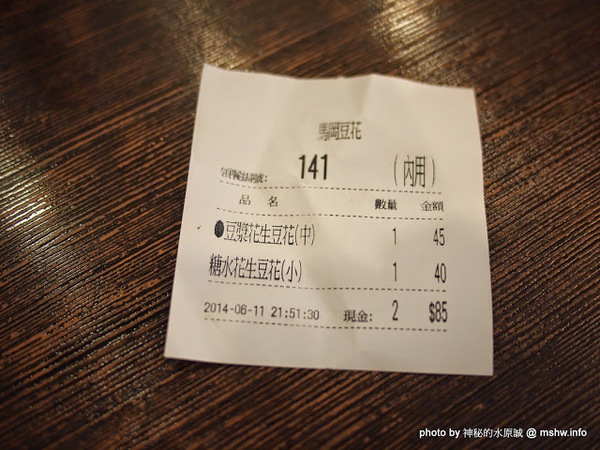 馬岡豆花
141 (內用)
品 名 數量 金額
●豆漿花生豆花(中) 1 45
糖水花生豆花(小) 1 40
2014-06-11 21:51:30 現金: 2 $85
photo by 神秘的水原誠 @ mshw.info